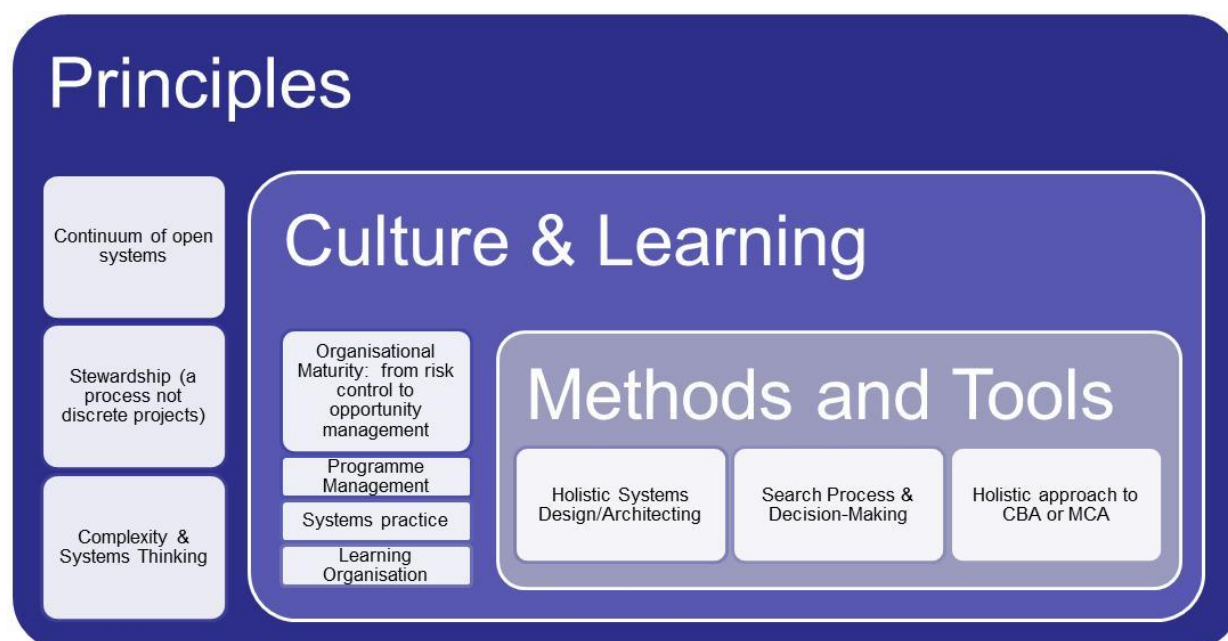 Principles
Continuum of open
systems
Stewardship (a
process not
discrete projects)
Complexity &
Systems Thinking
Culture & Learning
Organisational
Maturity: from risk
control to
opportunity
management
Programme
Management
Systems practice
Learning
Organisation
Methods and Tools
Holistic Systems
Design/Architecting
Search Process &
Decision-Making
Holistic approach to
CBA or MCA